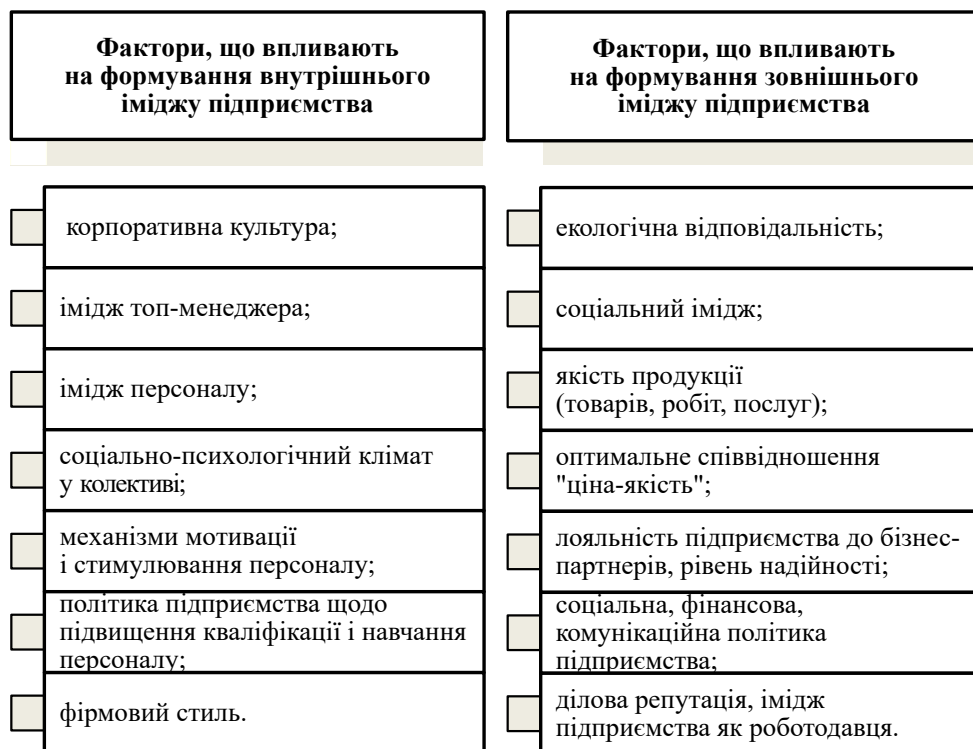 Фактори, що впливають
на формування внутрішнього
іміджу підприємства
корпоративна культура;
імідж топ-менеджера;
імідж персоналу;
соціально-психологічний клімат
у колективі;
механізми мотивації
і стимулювання персоналу;
політика підприємства щодо
підвищення кваліфікації і навчання
персоналу;
фірмовий стиль.
Фактори, що впливають
на формування зовнішнього
іміджу підприємства
екологічна відповідальність;
соціальний імідж;
якість продукції
(товарів, робіт, послуг);
оптимальне співвідношення
"ціна-якість";
лояльність підприємства до бізнес-
партнерів, рівень надійності;
соціальна, фінансова,
комунікаційна політика
підприємства;
ділова репутація, імідж
підприємства як роботодавця.